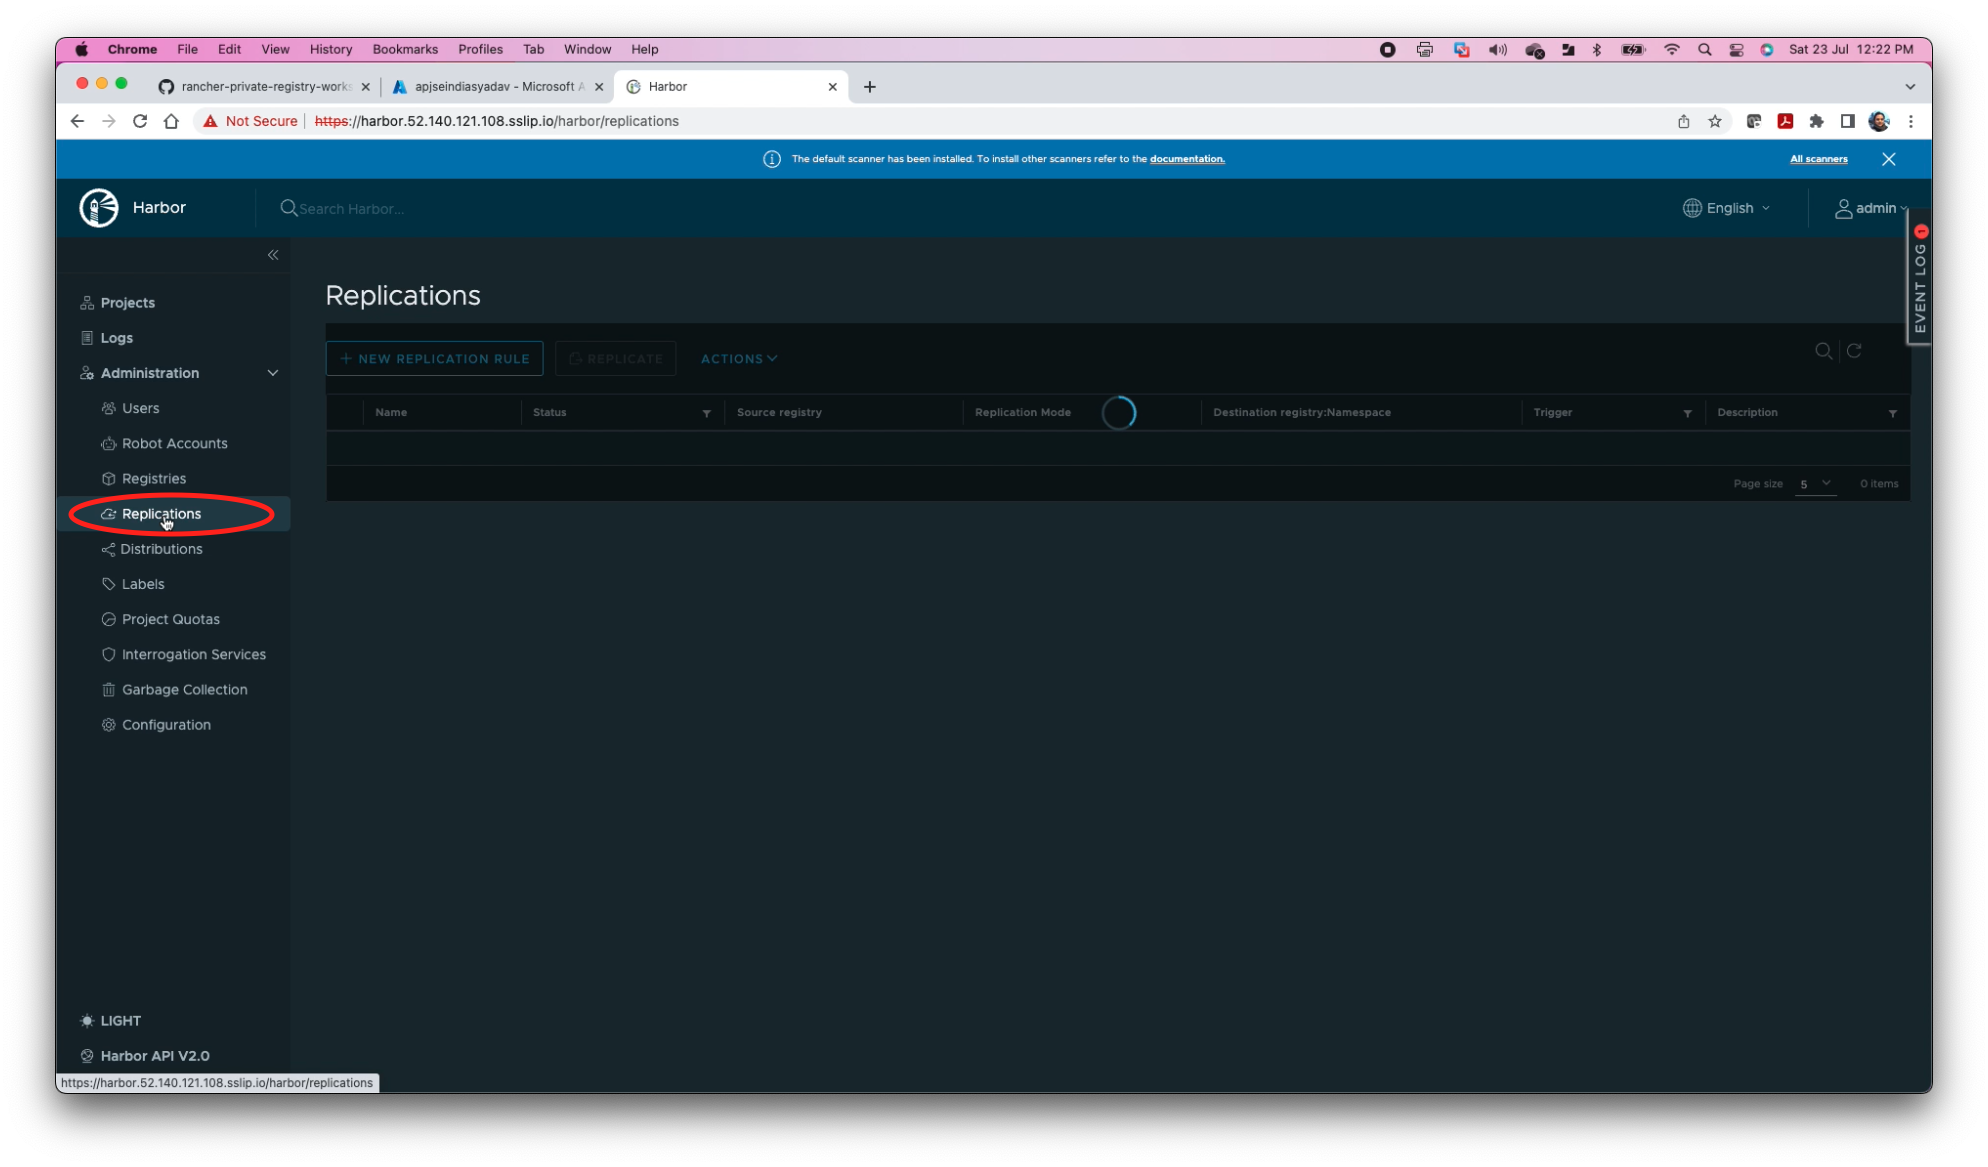 Chrome File Edit View History Bookmarks Profiles Tab Window Help Sat 23 Jul 12:22 PM
rancher-private-registry-works apjseindiasyadav - Microsoft A Harbor
Not Secure https://harbor.52.140.121.108.sslip.io/harbor/replications
The default scanner has been installed. To install other scanners refer to the documentation. All scanners
Harbor Search Harbor... English admin
EVENT LOG 1
Replications
Projects
Logs
Administration
Users
Robot Accounts
Registries
Replications
Distributions
Labels
Project Quotas
Interrogation Services
Garbage Collection
Configuration
+ NEW REPLICATION RULE REPLICATE ACTIONS
Name Status Source registry Replication Mode Destination registry:Namespace Trigger Description
Page size 5 0 items
LIGHT
Harbor API V2.0
https://harbor.52.140.121.108.sslip.io/harbor/replications